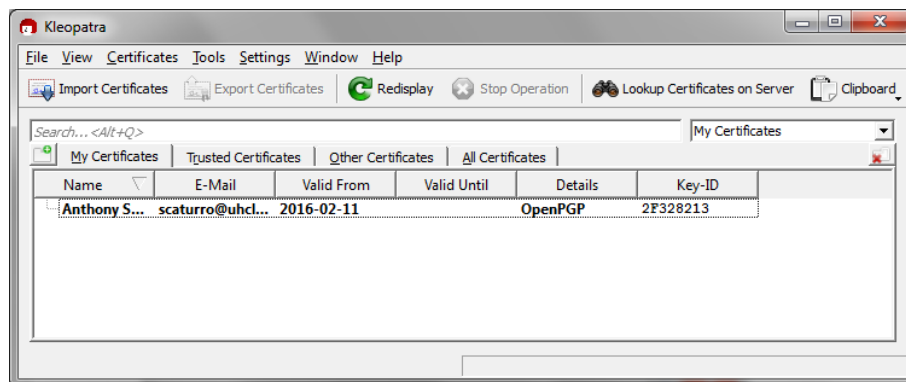 Kleopatra
File View Certificates Tools Settings Window Help
Import Certificates Export Certificates Redisplay Stop Operation Lookup Certificates on Server Clipboard
Search...<Alt+Q> My Certificates
My Certificates Trusted Certificates Other Certificates All Certificates
Name E-Mail Valid From Valid Until Details Key-ID
Anthony S... scaturro@uhcl... 2016-02-11 OpenPGP 2F328213